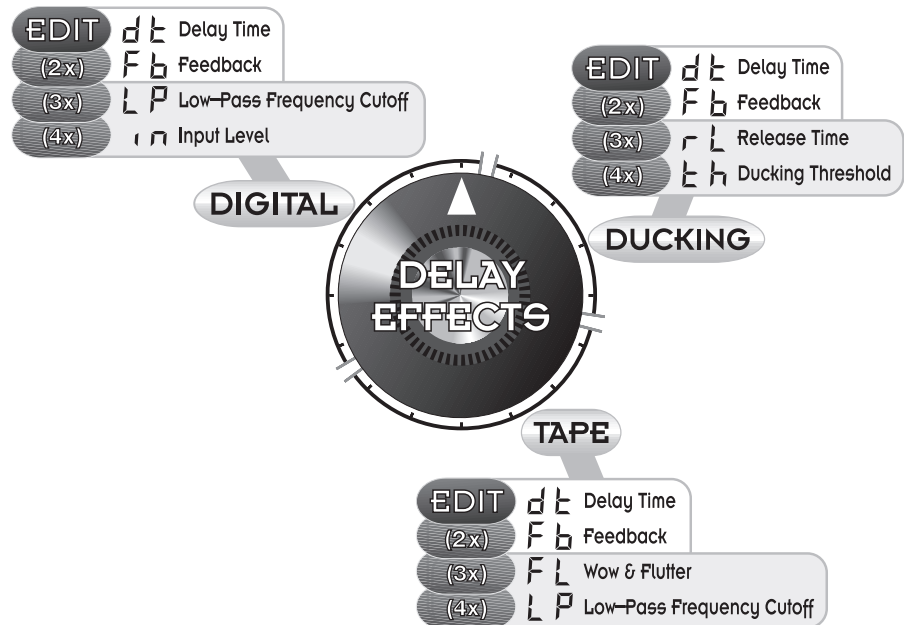 EDIT dt Delay Time
(2x) Fb Feedback
(3x) LP Low-Pass Frequency Cutoff
(4x) in Input Level
DIGITAL
EDIT dt Delay Time
(2x) Fb Feedback
(3x) rL Release Time
(4x) th Ducking Threshold
DUCKING
DELAY
EFFECTS
TAPE
EDIT dt Delay Time
(2x) Fb Feedback
(3x) FL Wow & Flutter
(4x) LP Low-Pass Frequency Cutoff